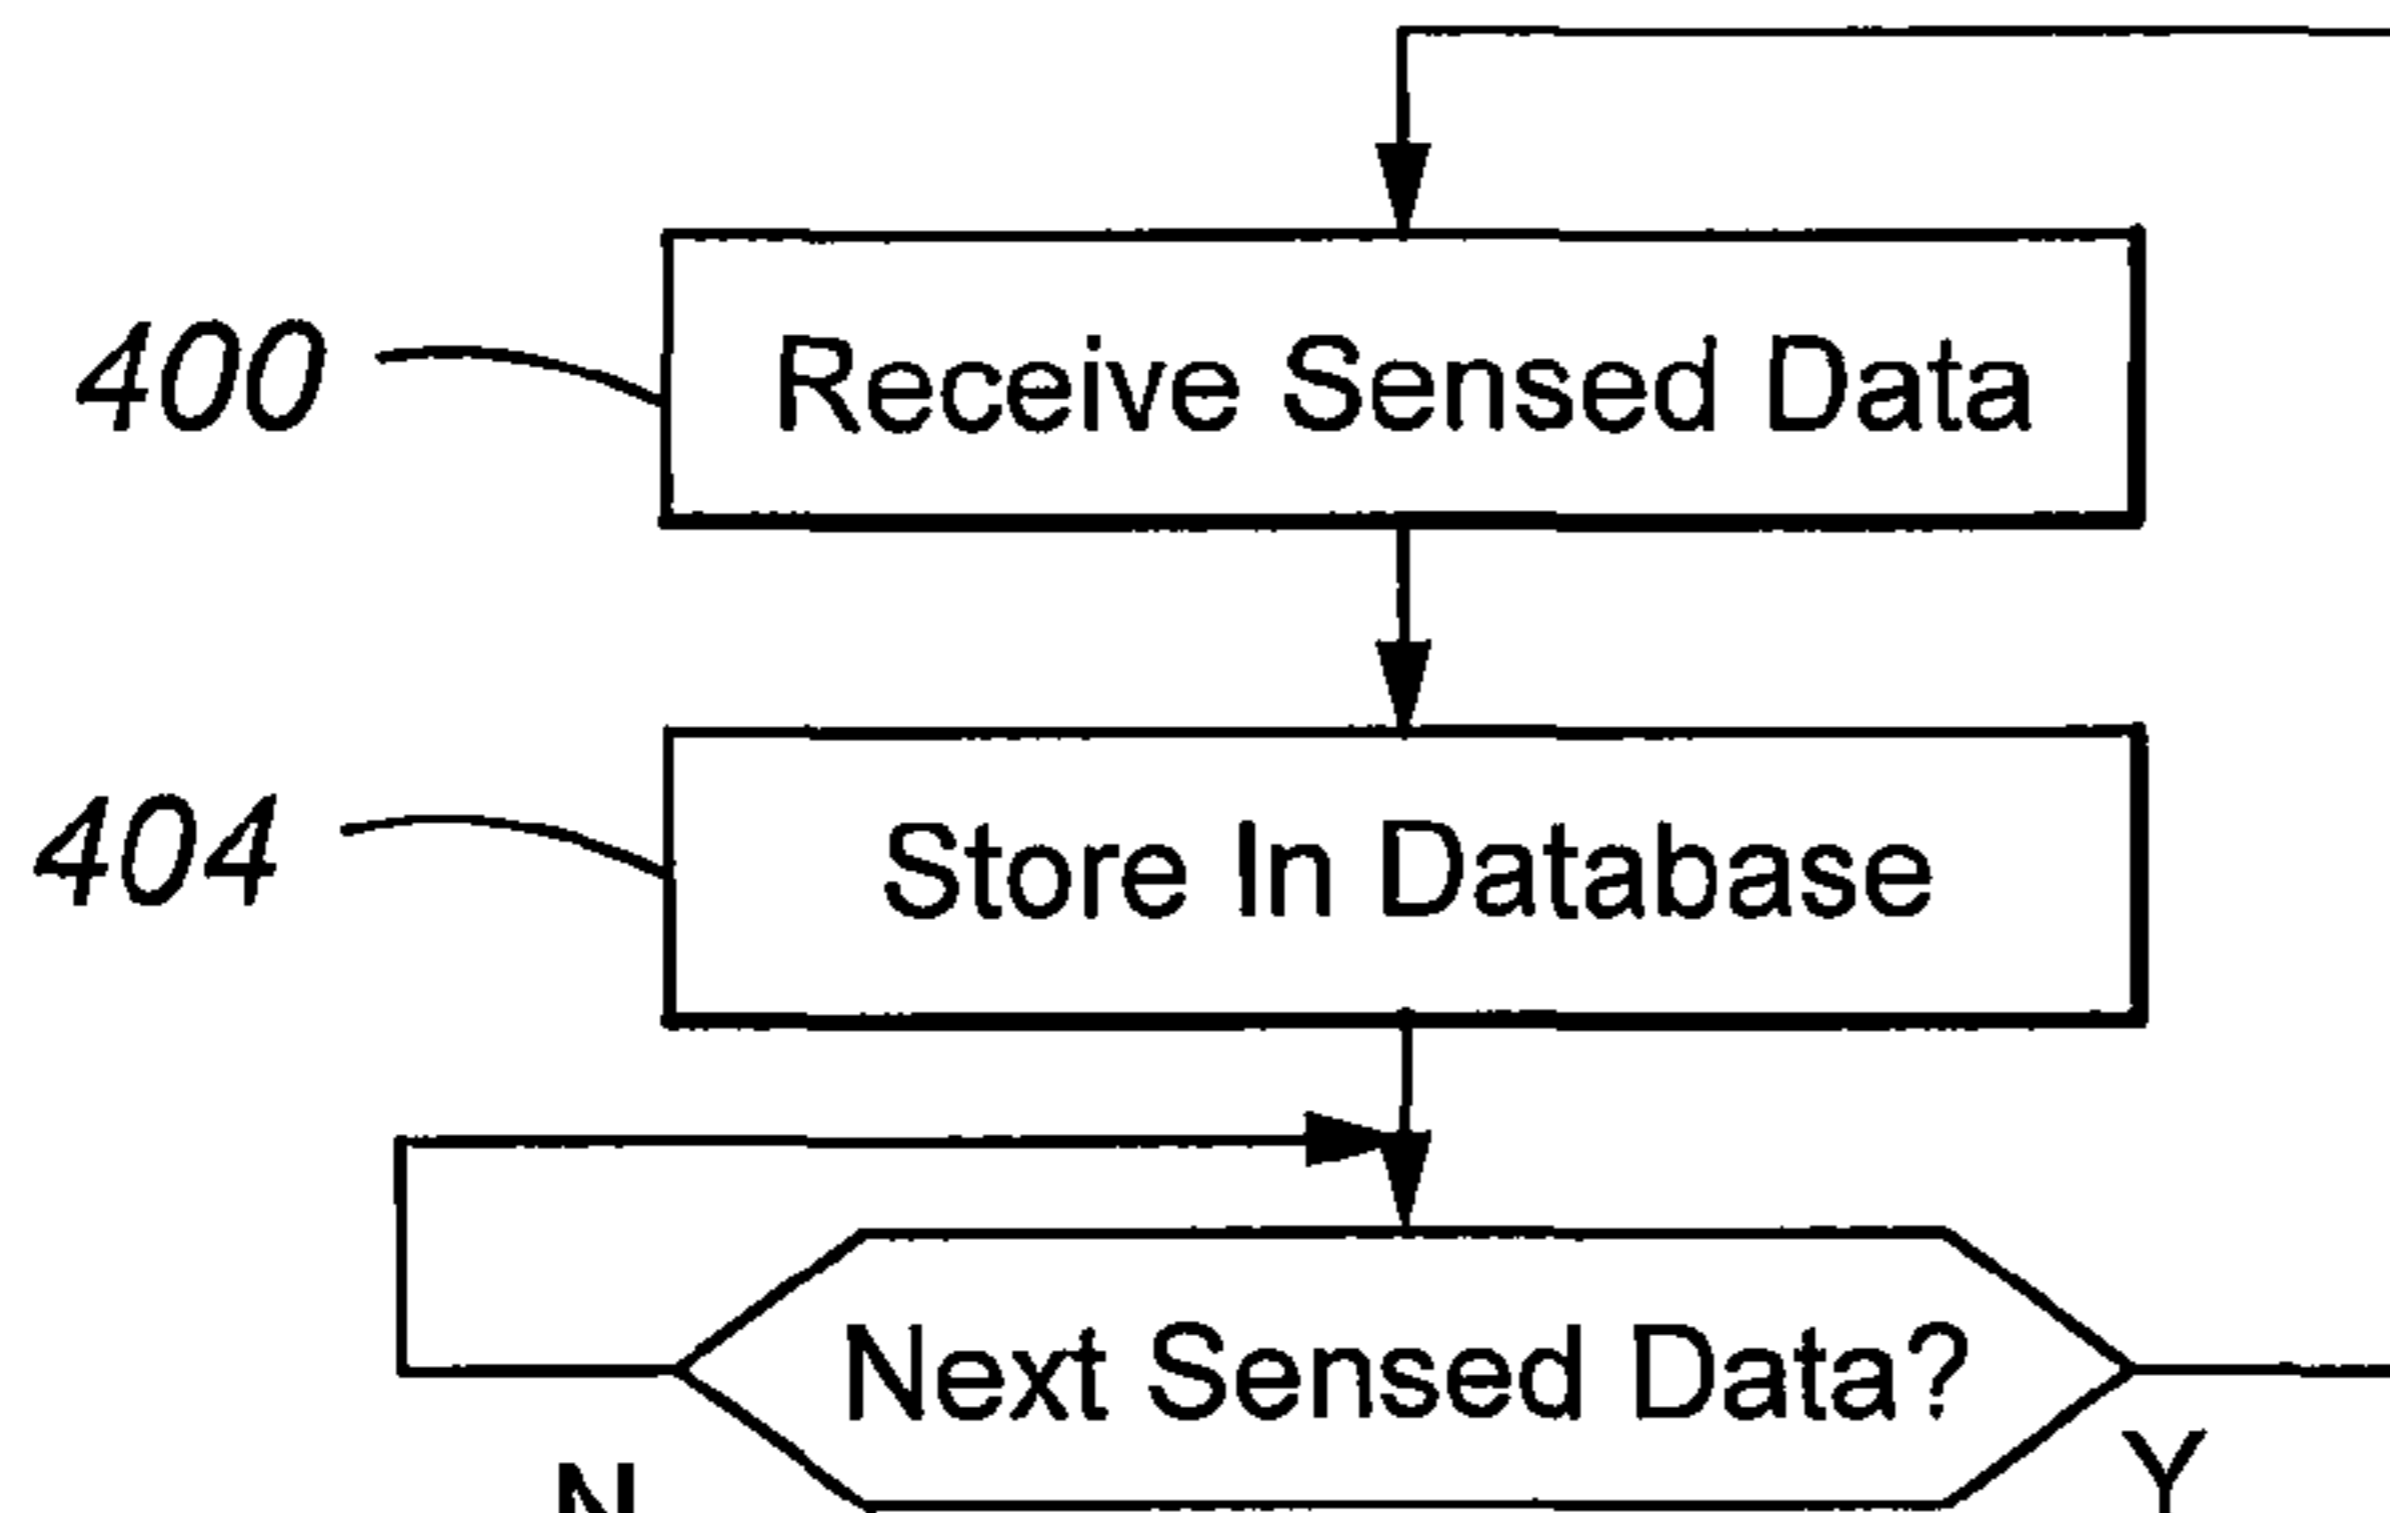 400
Receive Sensed Data
404
Store In Database
Next Sensed Data?
N
Y